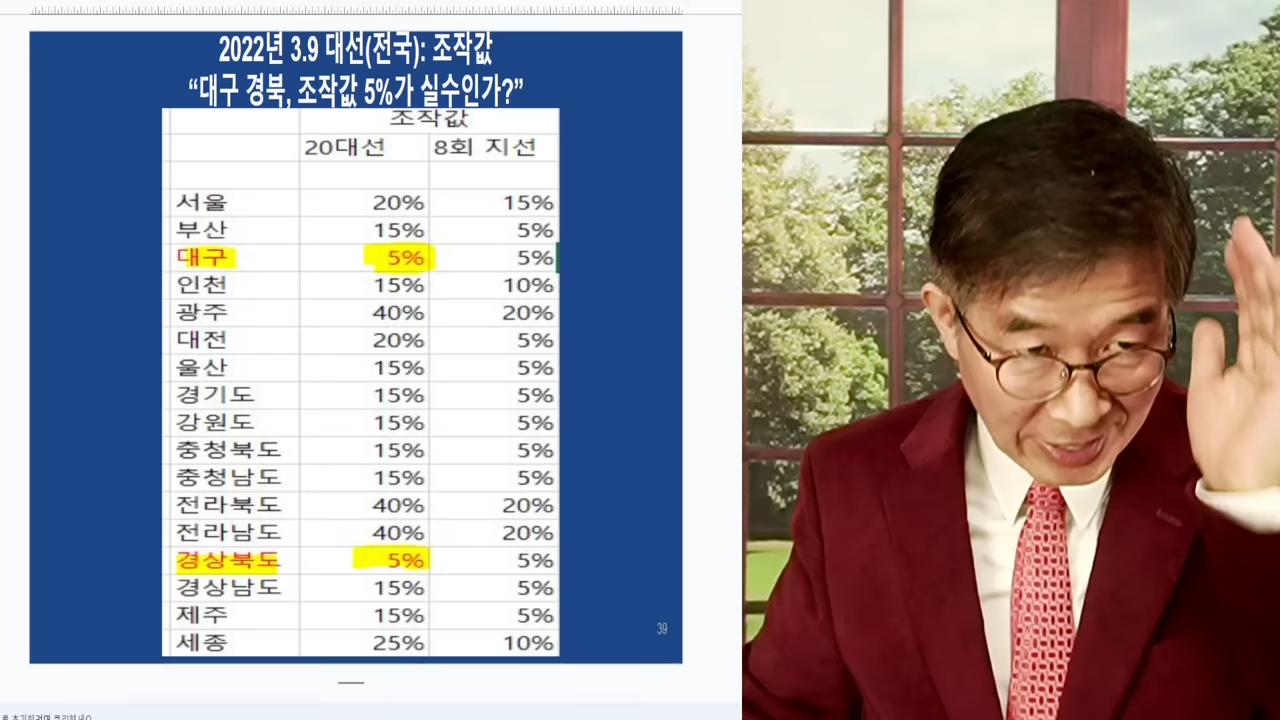 2022년 3.9 대선(전국): 조작값
“대구 경북, 조작값 5%가 실수인가?”
조작값
20대선 8회 지선
서울 20% 15%
부산 15% 5%
대구 5% 5%
인천 15% 10%
광주 40% 20%
대전 20% 5%
울산 15% 5%
경기도 15% 5%
강원도 15% 5%
충청북도 15% 5%
충청남도 15% 5%
전라북도 40% 20%
전라남도 40% 20%
경상북도 5% 5%
경상남도 15% 5%
제주 15% 5%
세종 25% 10%
39